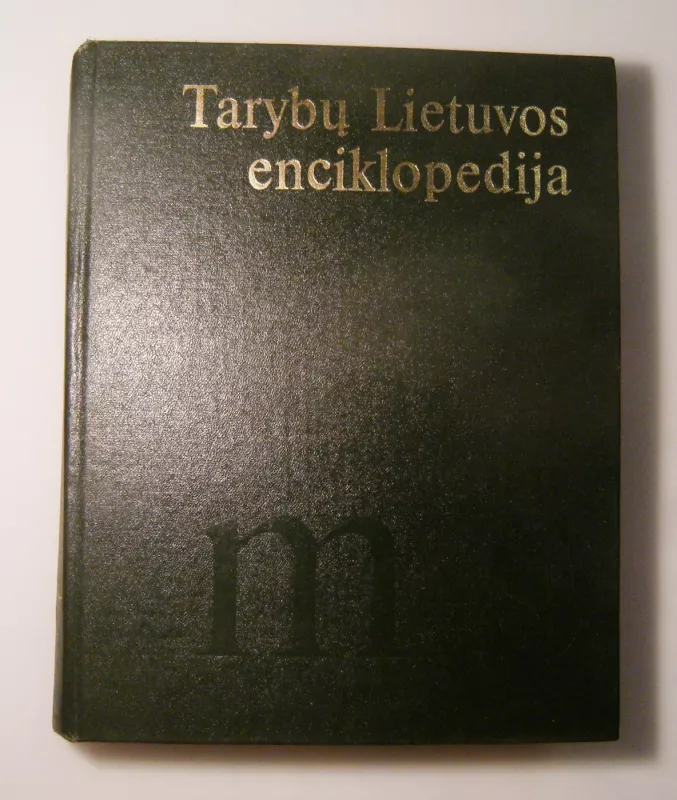 Tarybų Lietuvos
enciklopedija
m